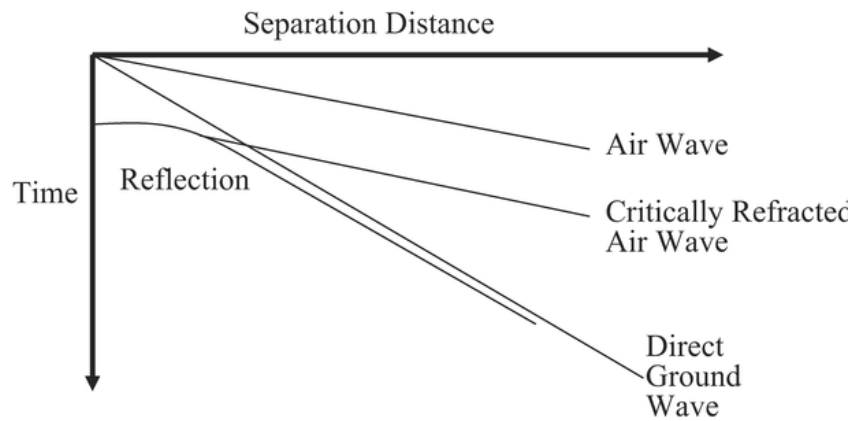 Separation Distance
Air Wave
Reflection
Time
Critically Refracted
Air Wave
Direct
Ground
Wave